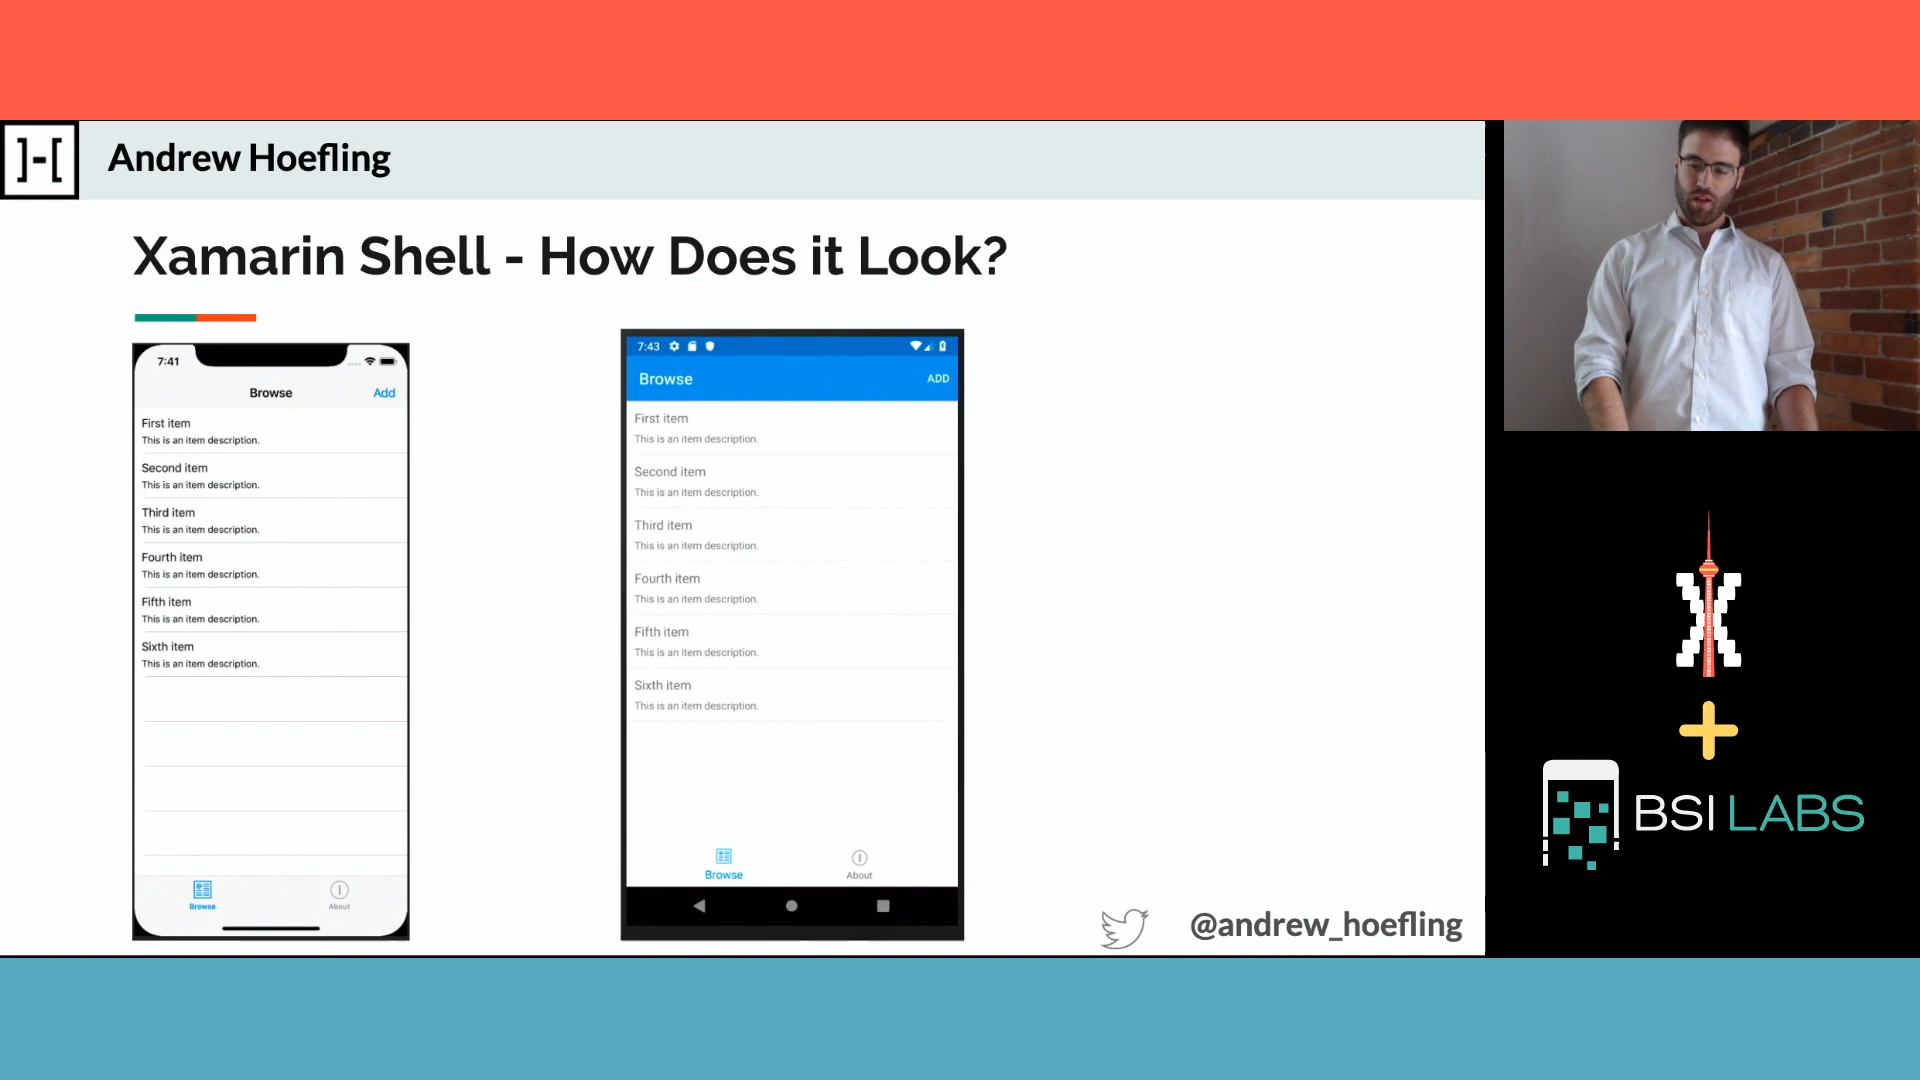 ]-[
Andrew Hoefling
Xamarin Shell - How Does it Look?
7:41
Browse
Add
First item
This is an item description.
Second item
This is an item description.
Third item
This is an item description.
Fourth item
This is an item description.
Fifth item
This is an item description.
Sixth item
This is an item description.
Browse
About
7:43
Browse
ADD
First item
This is an item description.
Second item
This is an item description.
Third item
This is an item description.
Fourth item
This is an item description.
Fifth item
This is an item description.
Sixth item
This is an item description.
Browse
About
@andrew_hoefling
X
BSI LABS